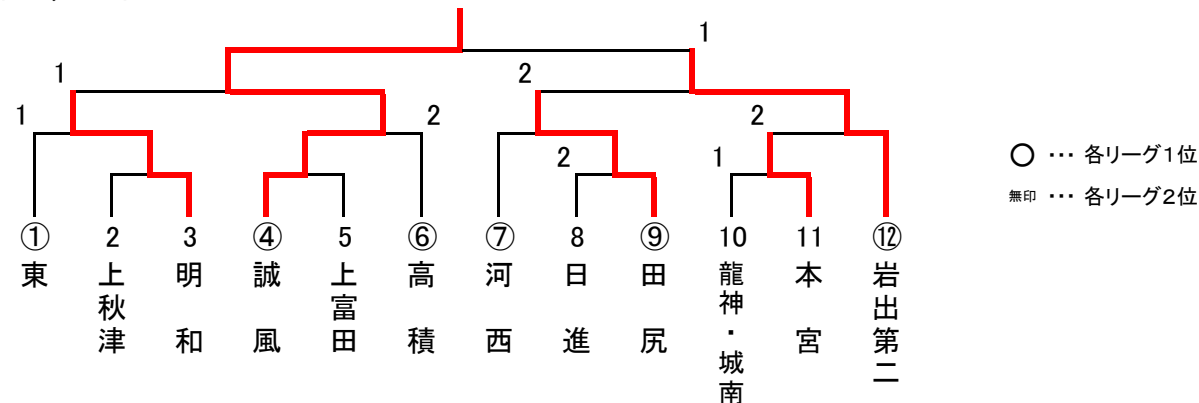 1
1
2
1
2
2
2
1
○ … 各リーグ1位
無印 … 各リーグ2位
① 2 3 ④ 5 ⑥ ⑦ 8 ⑨ 10 11 ⑫
東
上秋津
明和
誠風
上富田
高積
河西
日進
田尻
龍神・城南
本宮
岩出第二